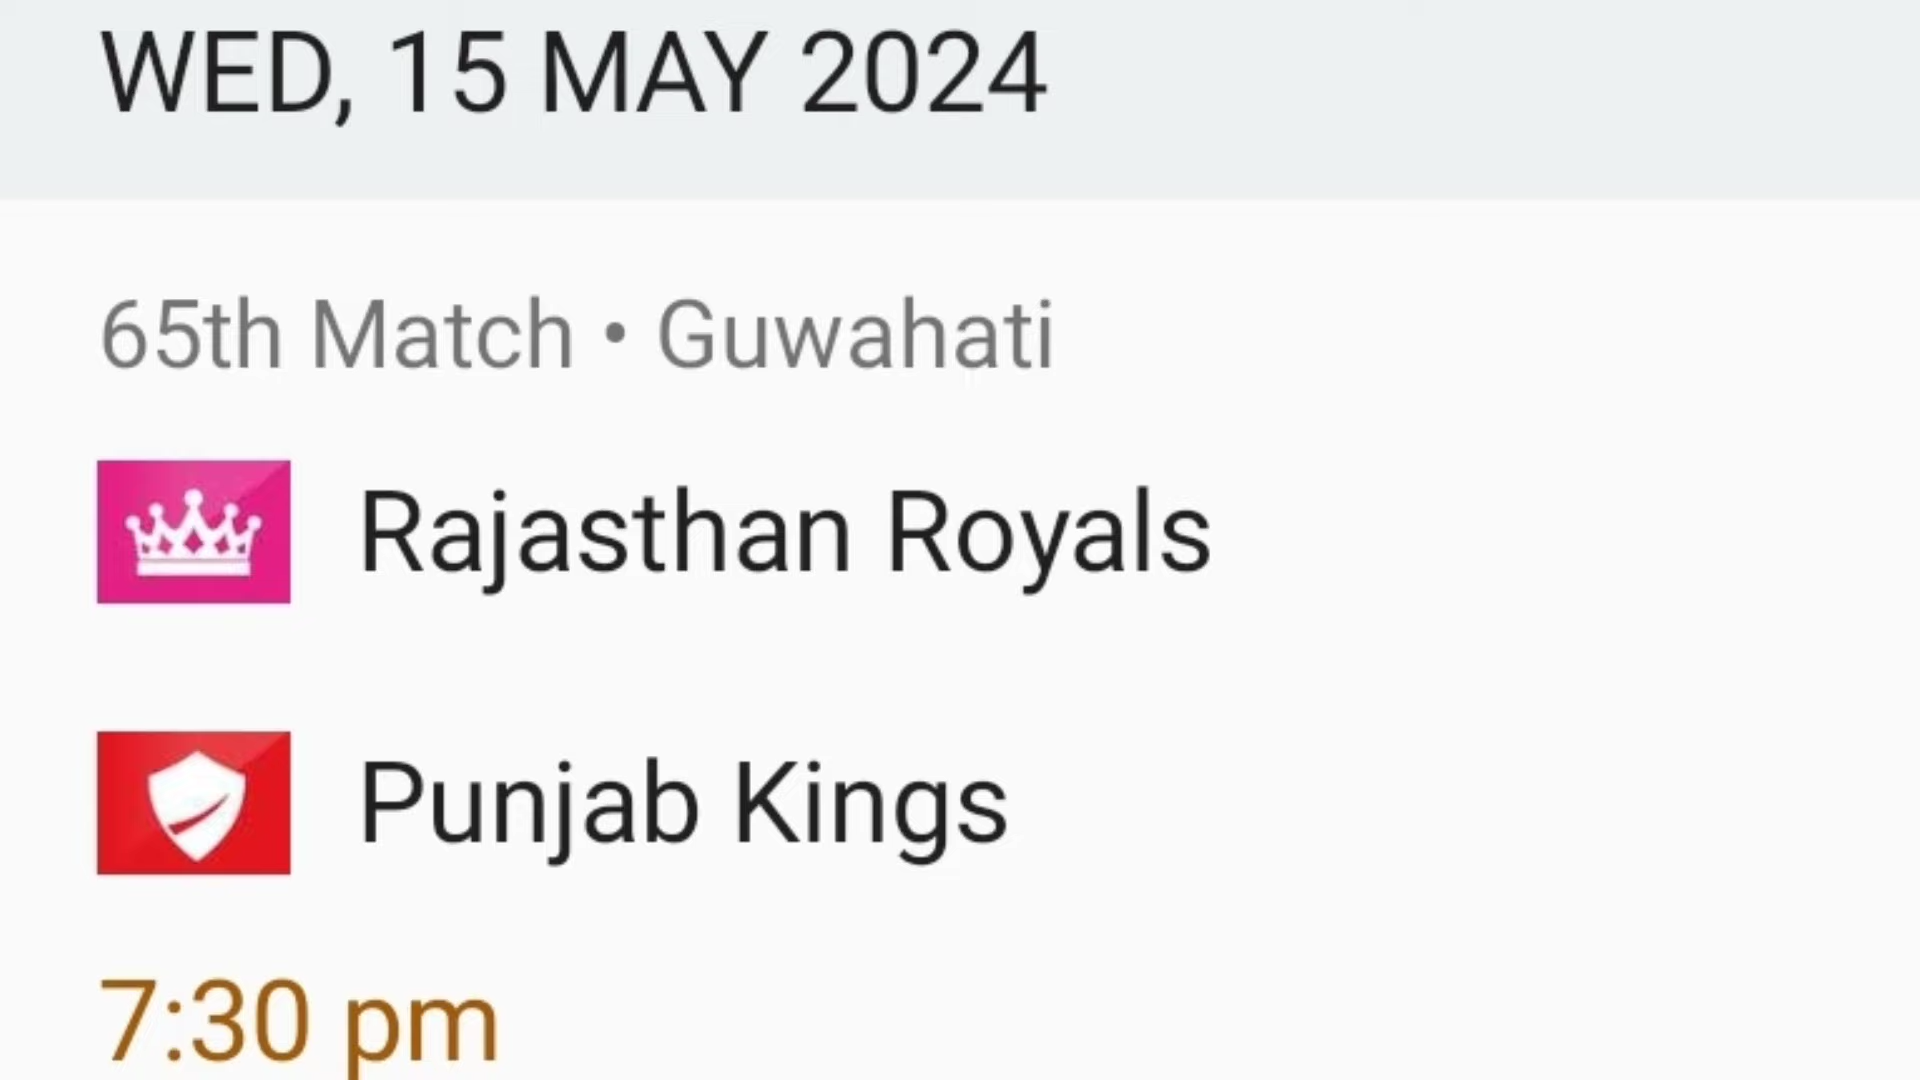 WED, 15 MAY 2024
65th Match • Guwahati
Rajasthan Royals
Punjab Kings
7:30 pm